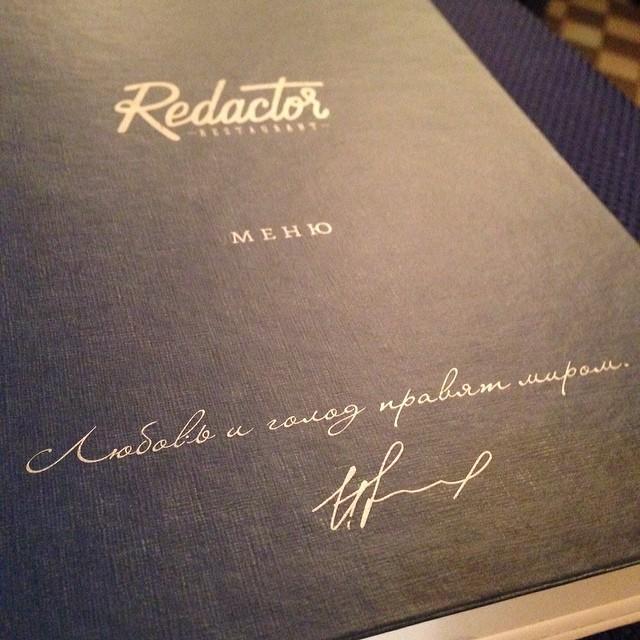 Redactor
RESTAURANT
МЕНЮ
Любовь и голод правят миром.